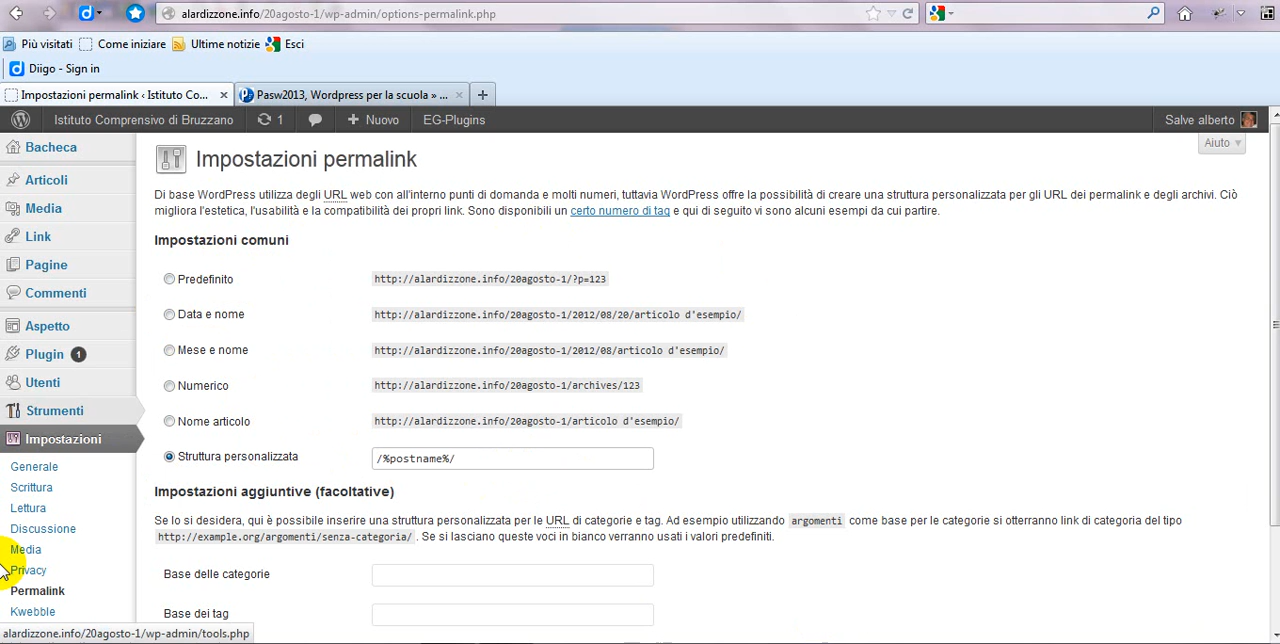 alardizzone.info/20agosto-1/wp-admin/options-permalink.php
Più visitati Come iniziare Ultime notizie Esci
Diigo - Sign in
Impostazioni permalink ‹ Istituto Co... Pasw2013, Wordpress per la scuola » ...
Istituto Comprensivo di Bruzzano 1 Nuovo EG-Plugins Salve alberto
Aiuto
Bacheca
Articoli
Media
Link
Pagine
Commenti
Aspetto
Plugin 1
Utenti
Strumenti
Impostazioni
Generale
Scrittura
Lettura
Discussione
Media
Privacy
Permalink
Kwebble
Impostazioni permalink
Di base WordPress utilizza degli URL web con all'interno punti di domanda e molti numeri, tuttavia WordPress offre la possibilità di creare una struttura personalizzata per gli URL dei permalink e degli archivi. Ciò
migliora l'estetica, l'usabilità e la compatibilità dei propri link. Sono disponibili un certo numero di tag e qui di seguito vi sono alcuni esempi da cui partire.
Impostazioni comuni
Predefinito http://alardizzone.info/20agosto-1/?p=123
Data e nome http://alardizzone.info/20agosto-1/2012/08/20/articolo d'esempio/
Mese e nome http://alardizzone.info/20agosto-1/2012/08/articolo d'esempio/
Numerico http://alardizzone.info/20agosto-1/archives/123
Nome articolo http://alardizzone.info/20agosto-1/articolo d'esempio/
Struttura personalizzata /%postname%/
Impostazioni aggiuntive (facoltative)
Se lo si desidera, qui è possibile inserire una struttura personalizzata per le URL di categorie e tag. Ad esempio utilizzando argomenti come base per le categorie si otterranno link di categoria del tipo
http://example.org/argomenti/senza-categoria/ . Se si lasciano queste voci in bianco verranno usati i valori predefiniti.
Base delle categorie
Base dei tag
alardizzone.info/20agosto-1/wp-admin/tools.php